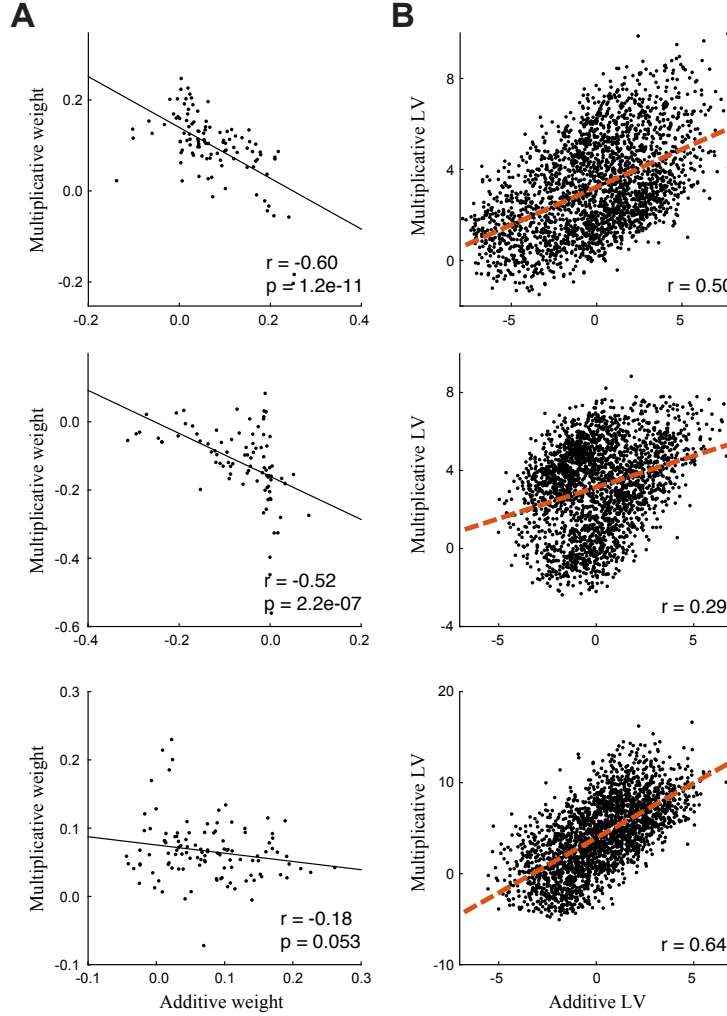 A
B
Multiplicative weight
0.2
0.0
-0.2
-0.2
0.0
0.2
0.4
r = -0.60
p = 1.2e-11
Multiplicative LV
8
4
0
-5
0
5
r = 0.50
Multiplicative weight
0.0
-0.2
-0.4
-0.6
-0.4
-0.2
0.0
0.2
r = -0.52
p = 2.2e-07
Multiplicative LV
8
4
0
-4
-5
0
5
r = 0.29
Multiplicative weight
0.3
0.2
0.1
0.0
-0.1
-0.1
0.0
0.1
0.2
0.3
r = -0.18
p = 0.053
Additive weight
Multiplicative LV
20
10
0
-10
-5
0
5
r = 0.64
Additive LV